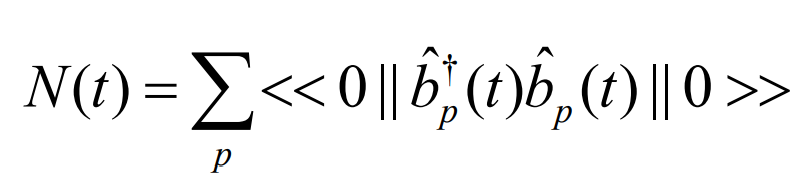 N(t) = ∑_p << 0 || b̂_p^†(t) b̂_p(t) || 0 >>